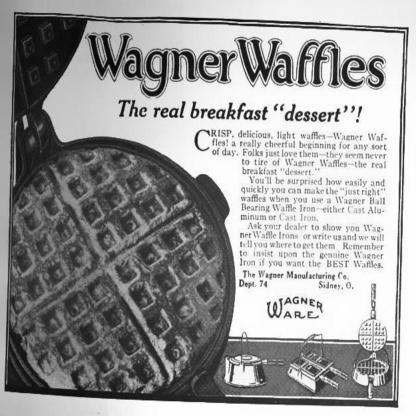 Wagner Waffles
The real breakfast "dessert"!
CRISP, delicious, light waffles—Wagner Waf-
fles! a really cheerful beginning for any sort
of day. Folks just love them—they seem never
to tire of Wagner Waffles—the real
breakfast "dessert."
You'll be surprised how easily and
quickly you can make the "just right"
waffles when you use a Wagner Ball
Bearing Waffle Iron—either Cast Alu-
minum or Cast Iron.
Ask your dealer to show you Wag-
ner Waffle Irons or write us and we will
tell you where to get them Remember
to insist upon the genuine Wagner
Iron if you want the BEST Waffles.
The Wagner Manufacturing Co.
Dept. 74 Sidney, O.
WAGNER
WARE